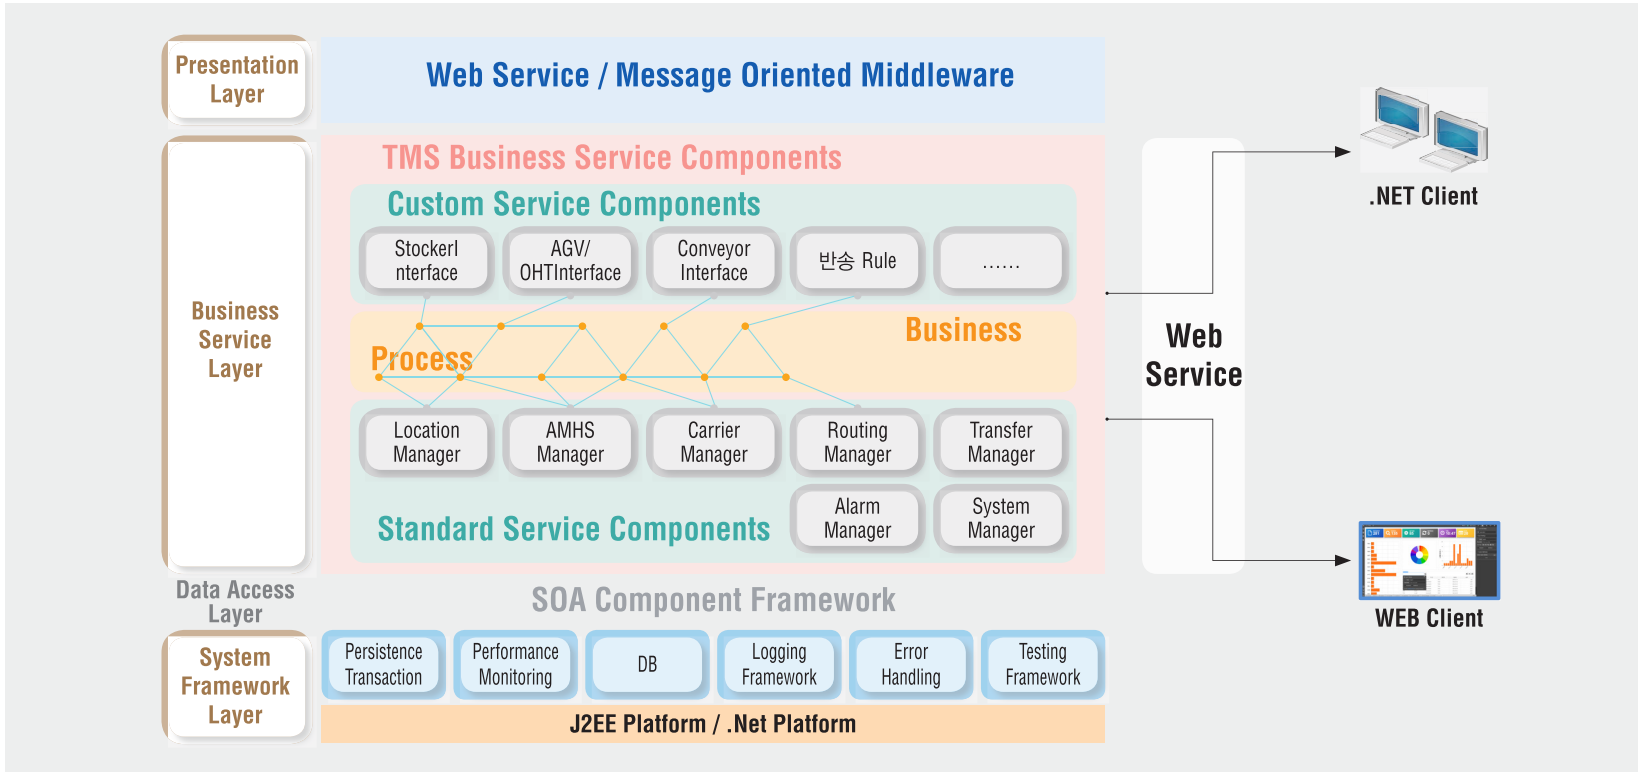 Presentation
Layer
Web Service / Message Oriented Middleware
Business
Service
Layer
TMS Business Service Components
Custom Service Components
StockerI
nterface
AGV/
OHTInterface
Conveyor
Interface
반송 Rule
......
Business
Process
Location
Manager
AMHS
Manager
Carrier
Manager
Routing
Manager
Transfer
Manager
Alarm
Manager
System
Manager
Standard Service Components
Data Access
Layer
SOA Component Framework
System
Framework
Layer
Persistence
Transaction
Performance
Monitoring
DB
Logging
Framework
Error
Handling
Testing
Framework
J2EE Platform / .Net Platform
Web
Service
.NET Client
WEB Client